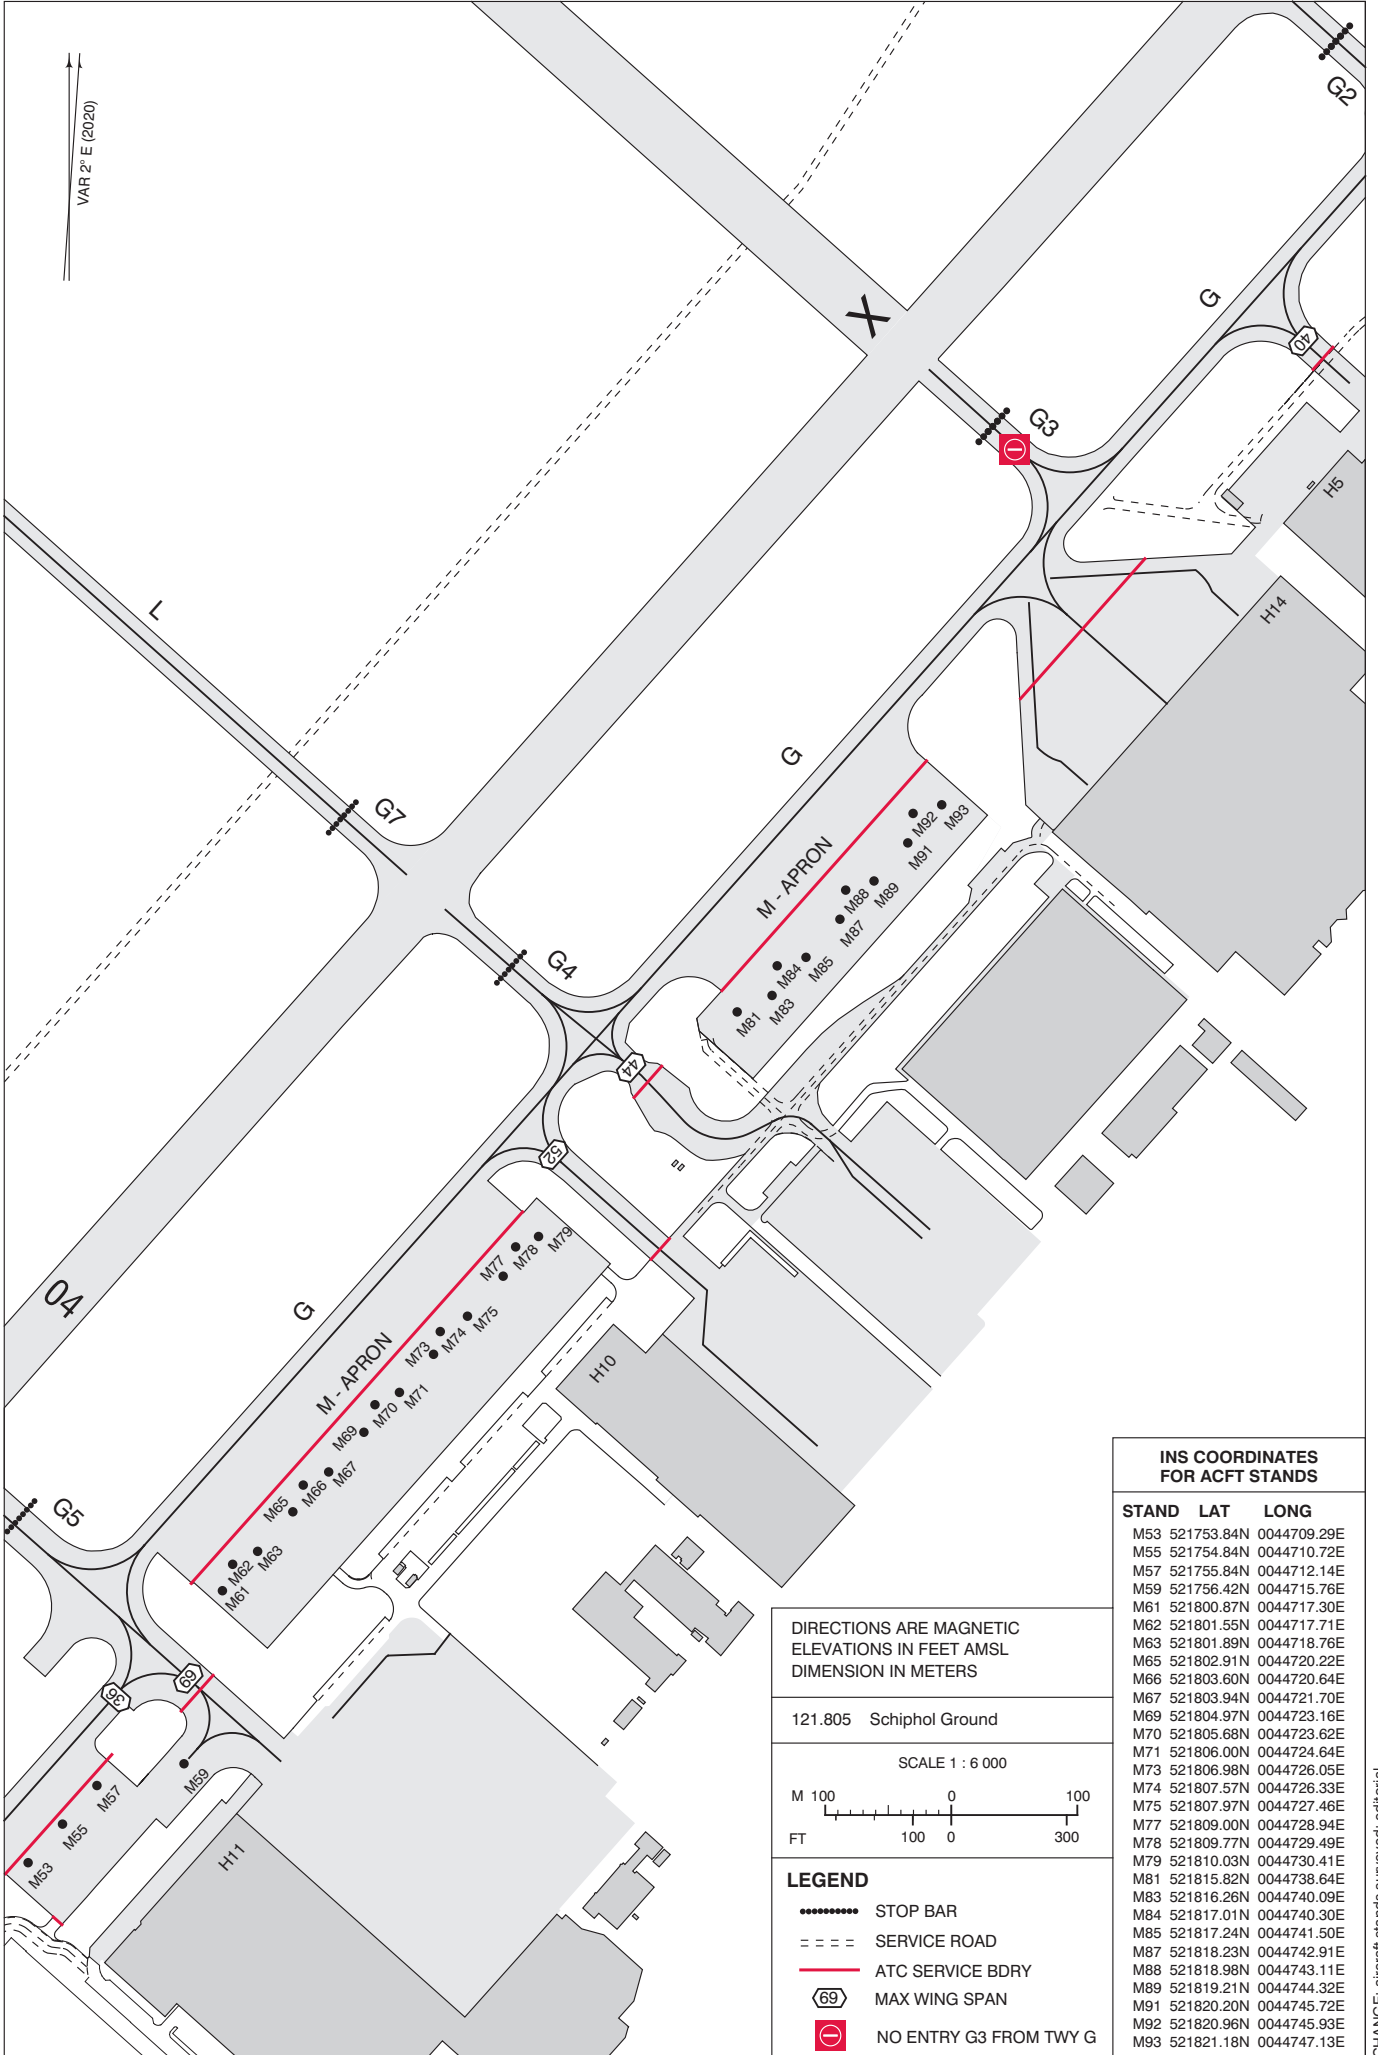 VAR 2° E (2020)
G2
X
G
40
G3
H5
L
H14
G7
G
M - APRON
M92
M93
M91
M88
M89
M87
M84
M85
M83
M81
G4
44
52
04
G
M - APRON
M79
M78
M77
M75
M74
M73
M71
M70
M69
M67
M66
M65
M63
M62
M61
H10
G5
69
36
M59
M57
M55
M53
H11
INS COORDINATES
FOR ACFT STANDS
STAND LAT LONG
M53 521753.84N 0044709.29E
M55 521754.84N 0044710.72E
M57 521755.84N 0044712.14E
M59 521756.42N 0044715.76E
M61 521800.87N 0044717.30E
M62 521801.55N 0044717.71E
M63 521801.89N 0044718.76E
M65 521802.91N 0044720.22E
M66 521803.60N 0044720.64E
M67 521803.94N 0044721.70E
M69 521804.97N 0044723.16E
M70 521805.68N 0044723.62E
M71 521806.00N 0044724.64E
M73 521806.98N 0044726.05E
M74 521807.57N 0044726.33E
M75 521807.97N 0044727.46E
M77 521809.00N 0044728.94E
M78 521809.77N 0044729.49E
M79 521810.03N 0044730.41E
M81 521815.82N 0044738.64E
M83 521816.26N 0044740.09E
M84 521817.01N 0044740.30E
M85 521817.24N 0044741.50E
M87 521818.23N 0044742.91E
M88 521818.98N 0044743.11E
M89 521819.21N 0044744.32E
M91 521820.20N 0044745.72E
M92 521820.96N 0044745.93E
M93 521821.18N 0044747.13E
DIRECTIONS ARE MAGNETIC
ELEVATIONS IN FEET AMSL
DIMENSION IN METERS
121.805 Schiphol Ground
SCALE 1 : 6 000
M 100 0 100
FT 100 0 300
LEGEND
STOP BAR
SERVICE ROAD
ATC SERVICE BDRY
69 MAX WING SPAN
NO ENTRY G3 FROM TWY G